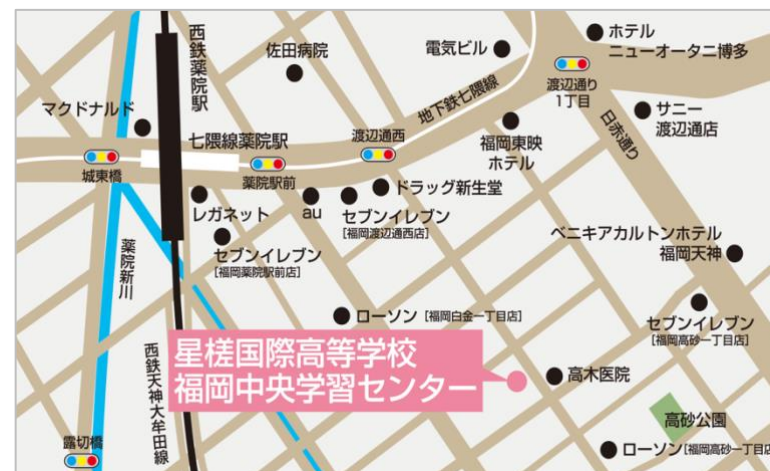 西鉄薬院駅
佐田病院
電気ビル
ホテル
ニューオータニ博多
渡辺通り
1丁目
地下鉄七隈線
マクドナルド
七隈線薬院駅
渡辺通西
福岡東映
ホテル
サニー
渡辺通店
日赤通り
城東橋
薬院駅前
レガネット
au
ドラッグ新生堂
セブンイレブン
[福岡渡辺通西店]
セブンイレブン
[福岡薬院駅前店]
薬院新川
ベニキアカルトンホテル
福岡天神
ローソン [福岡白金一丁目店]
セブンイレブン
[福岡高砂一丁目店]
星槎国際高等学校
福岡中央学習センター
西鉄天神大牟田線
高木医院
高砂公園
露切橋
ローソン[福岡高砂一丁目店]